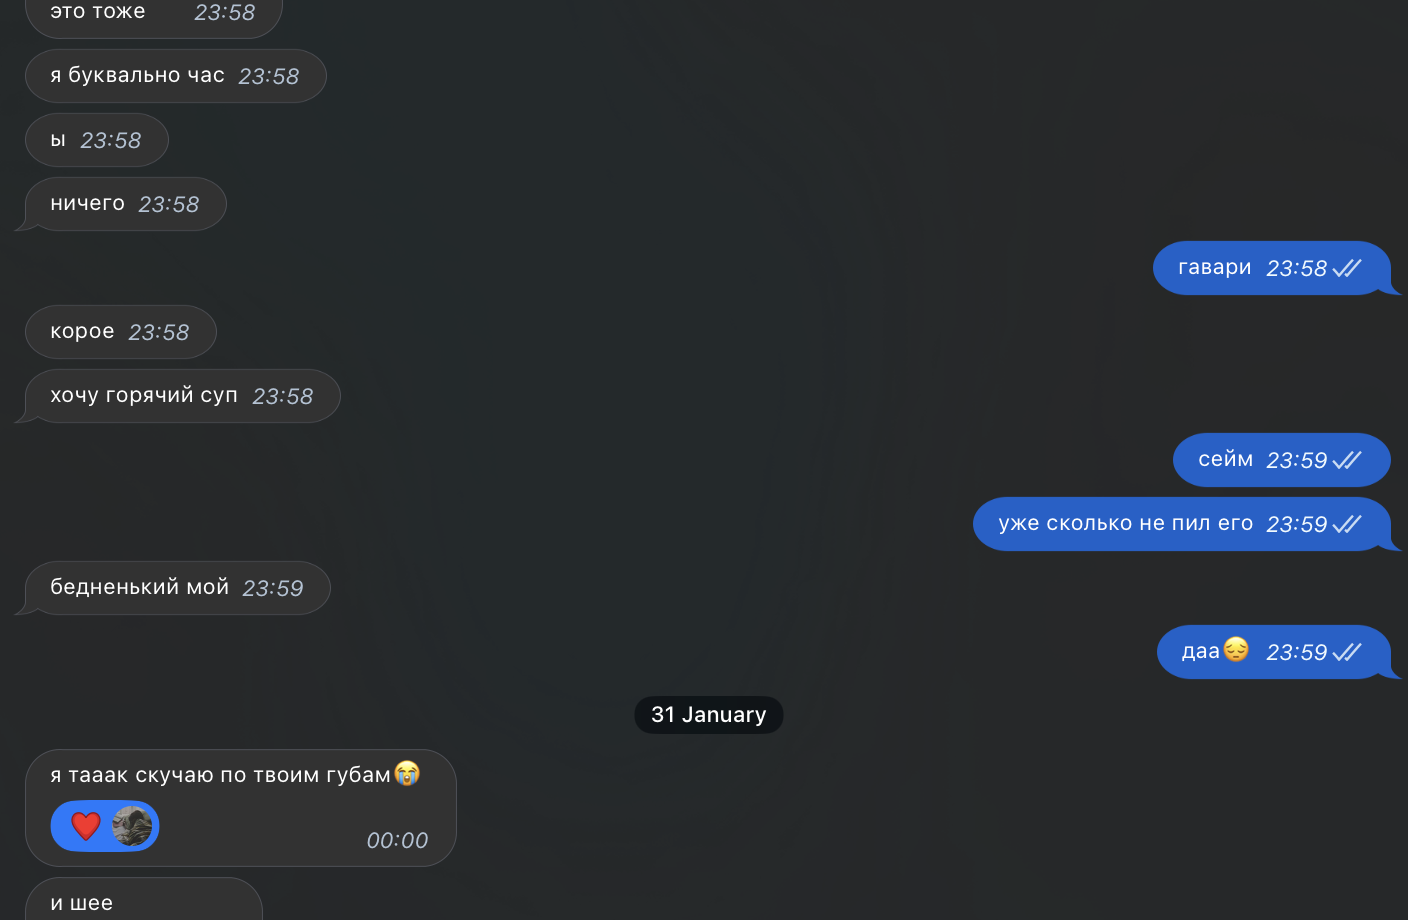 это тоже 23:58
я буквально час 23:58
ы 23:58
ничего 23:58
гавари 23:58
корое 23:58
хочу горячий суп 23:58
сейм 23:59
уже сколько не пил его 23:59
бедненький мой 23:59
даа😔 23:59
31 January
я тааак скучаю по твоим губам😭
❤️ 00:00
и шее